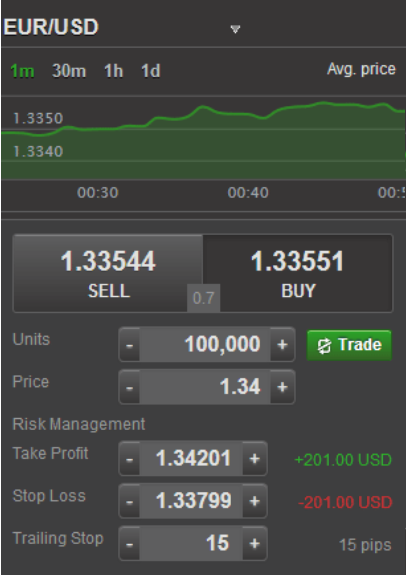 EUR/USD
1m 30m 1h 1d Avg. price
1.3350
1.3340
00:30 00:40
1.33544 1.33551
SELL 0.7 BUY
Units - 100,000 + Trade
Price - 1.34 +
Risk Management
Take Profit - 1.34201 + +201.00 USD
Stop Loss - 1.33799 + -201.00 USD
Trailing Stop - 15 + 15 pips